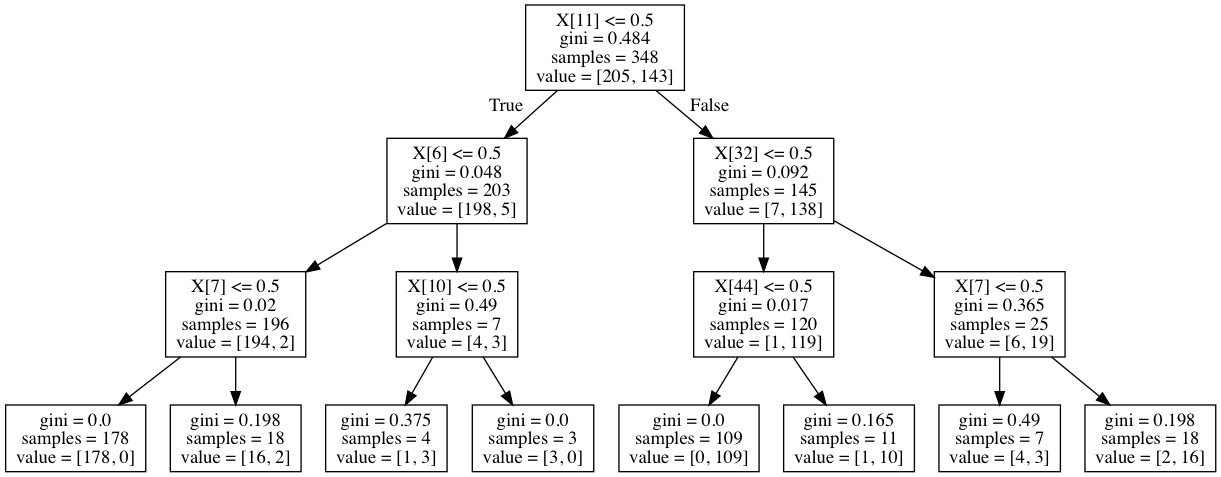 X[11] <= 0.5
gini = 0.484
samples = 348
value = [205, 143]
True
False
X[6] <= 0.5
gini = 0.048
samples = 203
value = [198, 5]
X[32] <= 0.5
gini = 0.092
samples = 145
value = [7, 138]
X[7] <= 0.5
gini = 0.02
samples = 196
value = [194, 2]
X[10] <= 0.5
gini = 0.49
samples = 7
value = [4, 3]
X[44] <= 0.5
gini = 0.017
samples = 120
value = [1, 119]
X[7] <= 0.5
gini = 0.365
samples = 25
value = [6, 19]
gini = 0.0
samples = 178
value = [178, 0]
gini = 0.198
samples = 18
value = [16, 2]
gini = 0.375
samples = 4
value = [1, 3]
gini = 0.0
samples = 3
value = [3, 0]
gini = 0.0
samples = 109
value = [0, 109]
gini = 0.165
samples = 11
value = [1, 10]
gini = 0.49
samples = 7
value = [4, 3]
gini = 0.198
samples = 18
value = [2, 16]